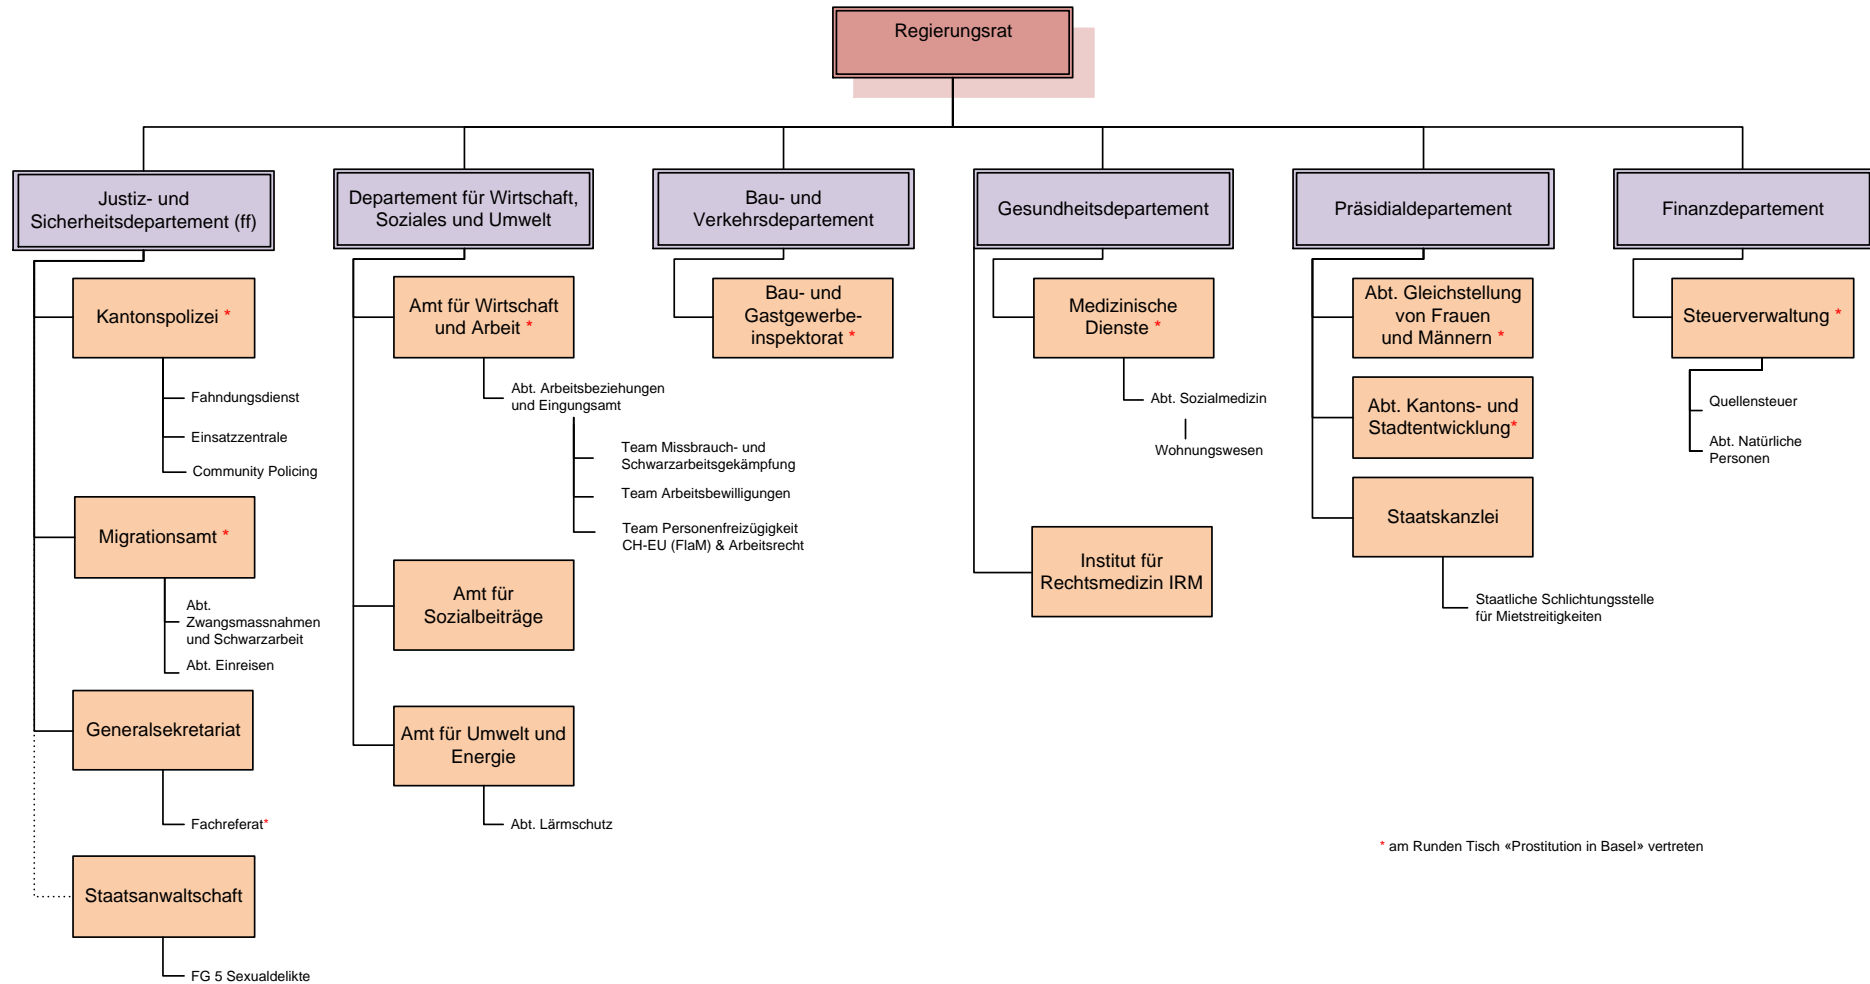 Regierungsrat
Justiz- und
Sicherheitsdepartement (ff)
Departement für Wirtschaft,
Soziales und Umwelt
Bau- und
Verkehrsdepartement
Gesundheitsdepartement
Präsidialdepartement
Finanzdepartement
Kantonspolizei *
Fahndungsdienst
Einsatzzentrale
Community Policing
Migrationsamt *
Abt.
Zwangsmassnahmen
und Schwarzarbeit
Abt. Einreisen
Generalsekretariat
Fachreferat*
Staatsanwaltschaft
FG 5 Sexualdelikte
Amt für Wirtschaft
und Arbeit *
Abt. Arbeitsbeziehungen
und Eingungsamt
Team Missbrauch- und
Schwarzarbeitsgekämpfung
Team Arbeitsbewilligungen
Team Personenfreizügigkeit
CH-EU (FlaM) & Arbeitsrecht
Amt für
Sozialbeiträge
Amt für Umwelt und
Energie
Abt. Lärmschutz
Bau- und
Gastgewerbe-
inspektorat *
Medizinische
Dienste *
Abt. Sozialmedizin
Wohnungswesen
Institut für
Rechtsmedizin IRM
Abt. Gleichstellung
von Frauen
und Männern *
Abt. Kantons- und
Stadtentwicklung*
Staatskanzlei
Staatliche Schlichtungsstelle
für Mietstreitigkeiten
Steuerverwaltung *
Quellensteuer
Abt. Natürliche
Personen
* am Runden Tisch «Prostitution in Basel» vertreten